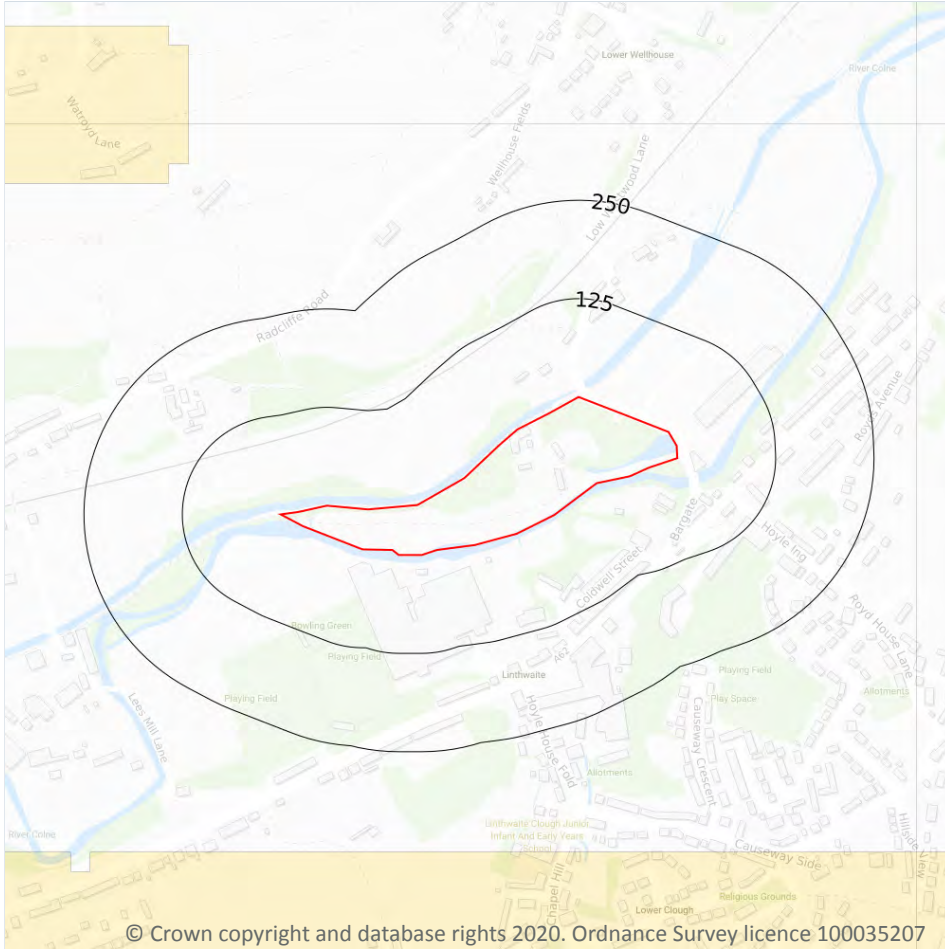 Lower Wellhouse
River Colne
Watroyd Lane
Wellhouse Fields
Low Westwood Lane
250
125
Radcliffe Road
Royds Avenue
Bargate
Hoyle Ing
Coldwell Street
Royd House Lane
Bowling Green
Playing Field
A62
Linthwaite
Playing Field
Playing Field
Play Space
Allotments
Lees Mill Lane
Hoyle House Fold
Causeway Crescent
Allotments
River Colne
Linthwaite Clough Junior
Infant And Early Years
School
Causeway Side
Hillside View
Chapel Hill
Religious Grounds
Lower Clough
© Crown copyright and database rights 2020. Ordnance Survey licence 100035207